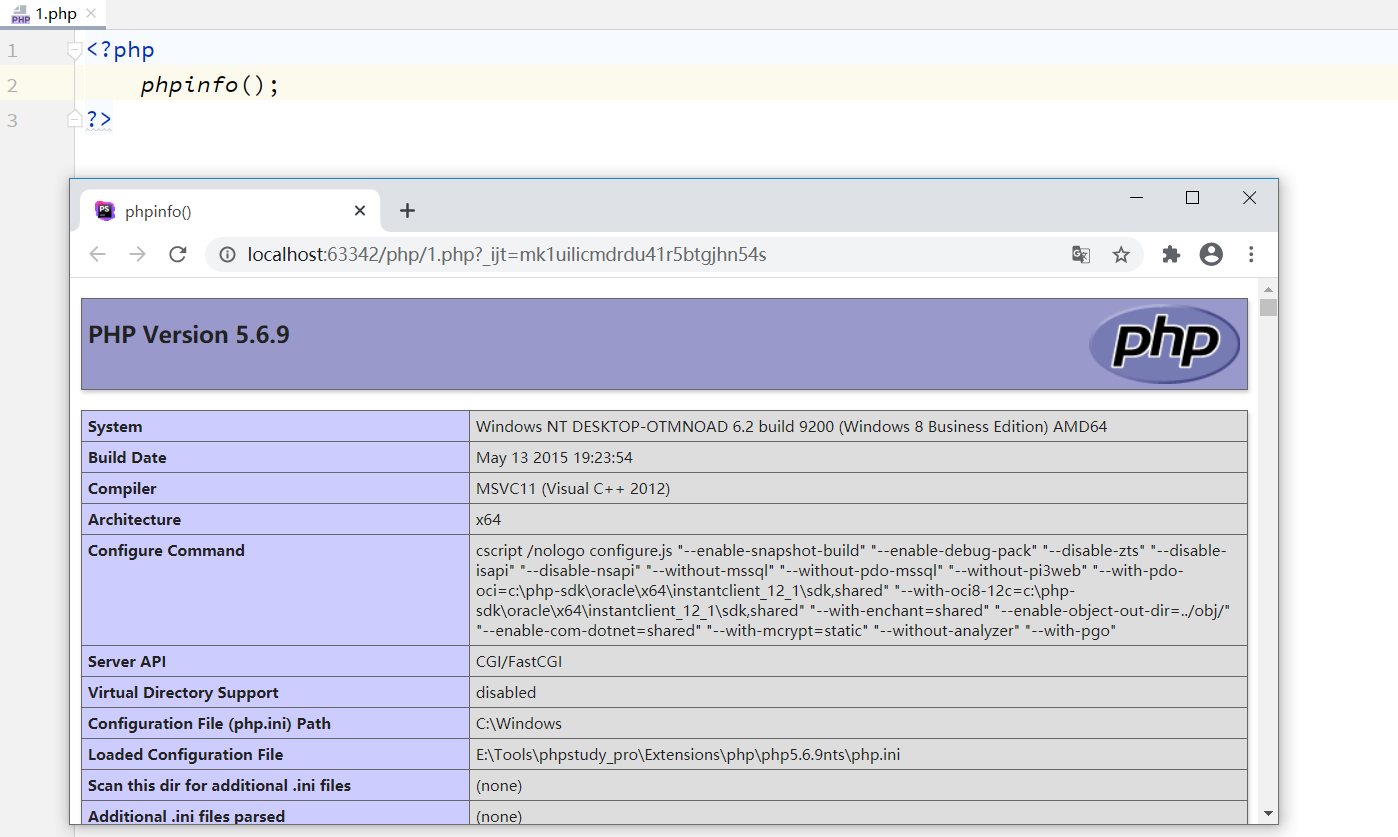 1.php
1 <?php
2 phpinfo();
3 ?>
phpinfo()
localhost:63342/php/1.php?_ijt=mk1uilicmdrdu41r5btgjhn54s
PHP Version 5.6.9
php
System Windows NT DESKTOP-OTMNOAD 6.2 build 9200 (Windows 8 Business Edition) AMD64
Build Date May 13 2015 19:23:54
Compiler MSVC11 (Visual C++ 2012)
Architecture x64
Configure Command cscript /nologo configure.js "--enable-snapshot-build" "--enable-debug-pack" "--disable-zts" "--disable-
isapi" "--disable-nsapi" "--without-mssql" "--without-pdo-mssql" "--without-pi3web" "--with-pdo-
oci=c:\php-sdk\oracle\x64\instantclient_12_1\sdk,shared" "--with-oci8-12c=c:\php-
sdk\oracle\x64\instantclient_12_1\sdk,shared" "--with-enchant=shared" "--enable-object-out-dir=../obj/"
"--enable-com-dotnet=shared" "--with-mcrypt=static" "--without-analyzer" "--with-pgo"
Server API CGI/FastCGI
Virtual Directory Support disabled
Configuration File (php.ini) Path C:\Windows
Loaded Configuration File E:\Tools\phpstudy_pro\Extensions\php\php5.6.9nts\php.ini
Scan this dir for additional .ini files (none)
Additional .ini files parsed (none)